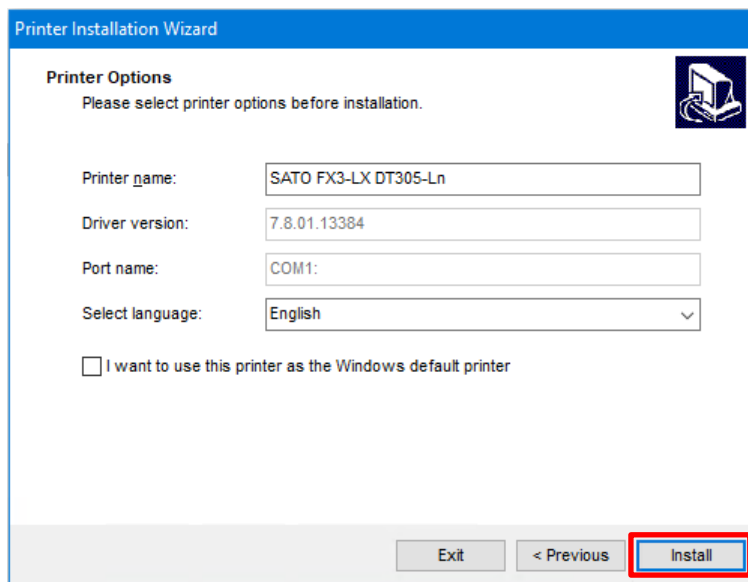 Printer Installation Wizard
Printer Options
Please select printer options before installation.
Printer name: SATO FX3-LX DT305-Ln
Driver version: 7.8.01.13384
Port name: COM1:
Select language: English
I want to use this printer as the Windows default printer
Exit < Previous Install